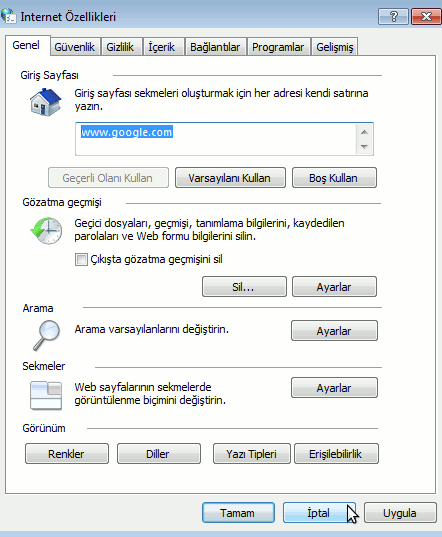 Internet Özellikleri
Genel Güvenlik Gizlilik İçerik Bağlantılar Programlar Gelişmiş
Giriş Sayfası
Giriş sayfası sekmeleri oluşturmak için her adresi kendi satırına
yazın.
www.google.com
Geçerli Olanı Kullan Varsayılanı Kullan Boş Kullan
Gözatma geçmişi
Geçici dosyaları, geçmişi, tanımlama bilgilerini, kaydedilen
parolaları ve Web formu bilgilerini silin.
Çıkışta gözatma geçmişini sil
Sil... Ayarlar
Arama
Arama varsayılanlarını değiştirin. Ayarlar
Sekmeler
Web sayfalarının sekmelerde
görüntülenme biçimini değiştirin. Ayarlar
Görünüm
Renkler Diller Yazı Tipleri Erişilebilirlik
Tamam İptal Uygula